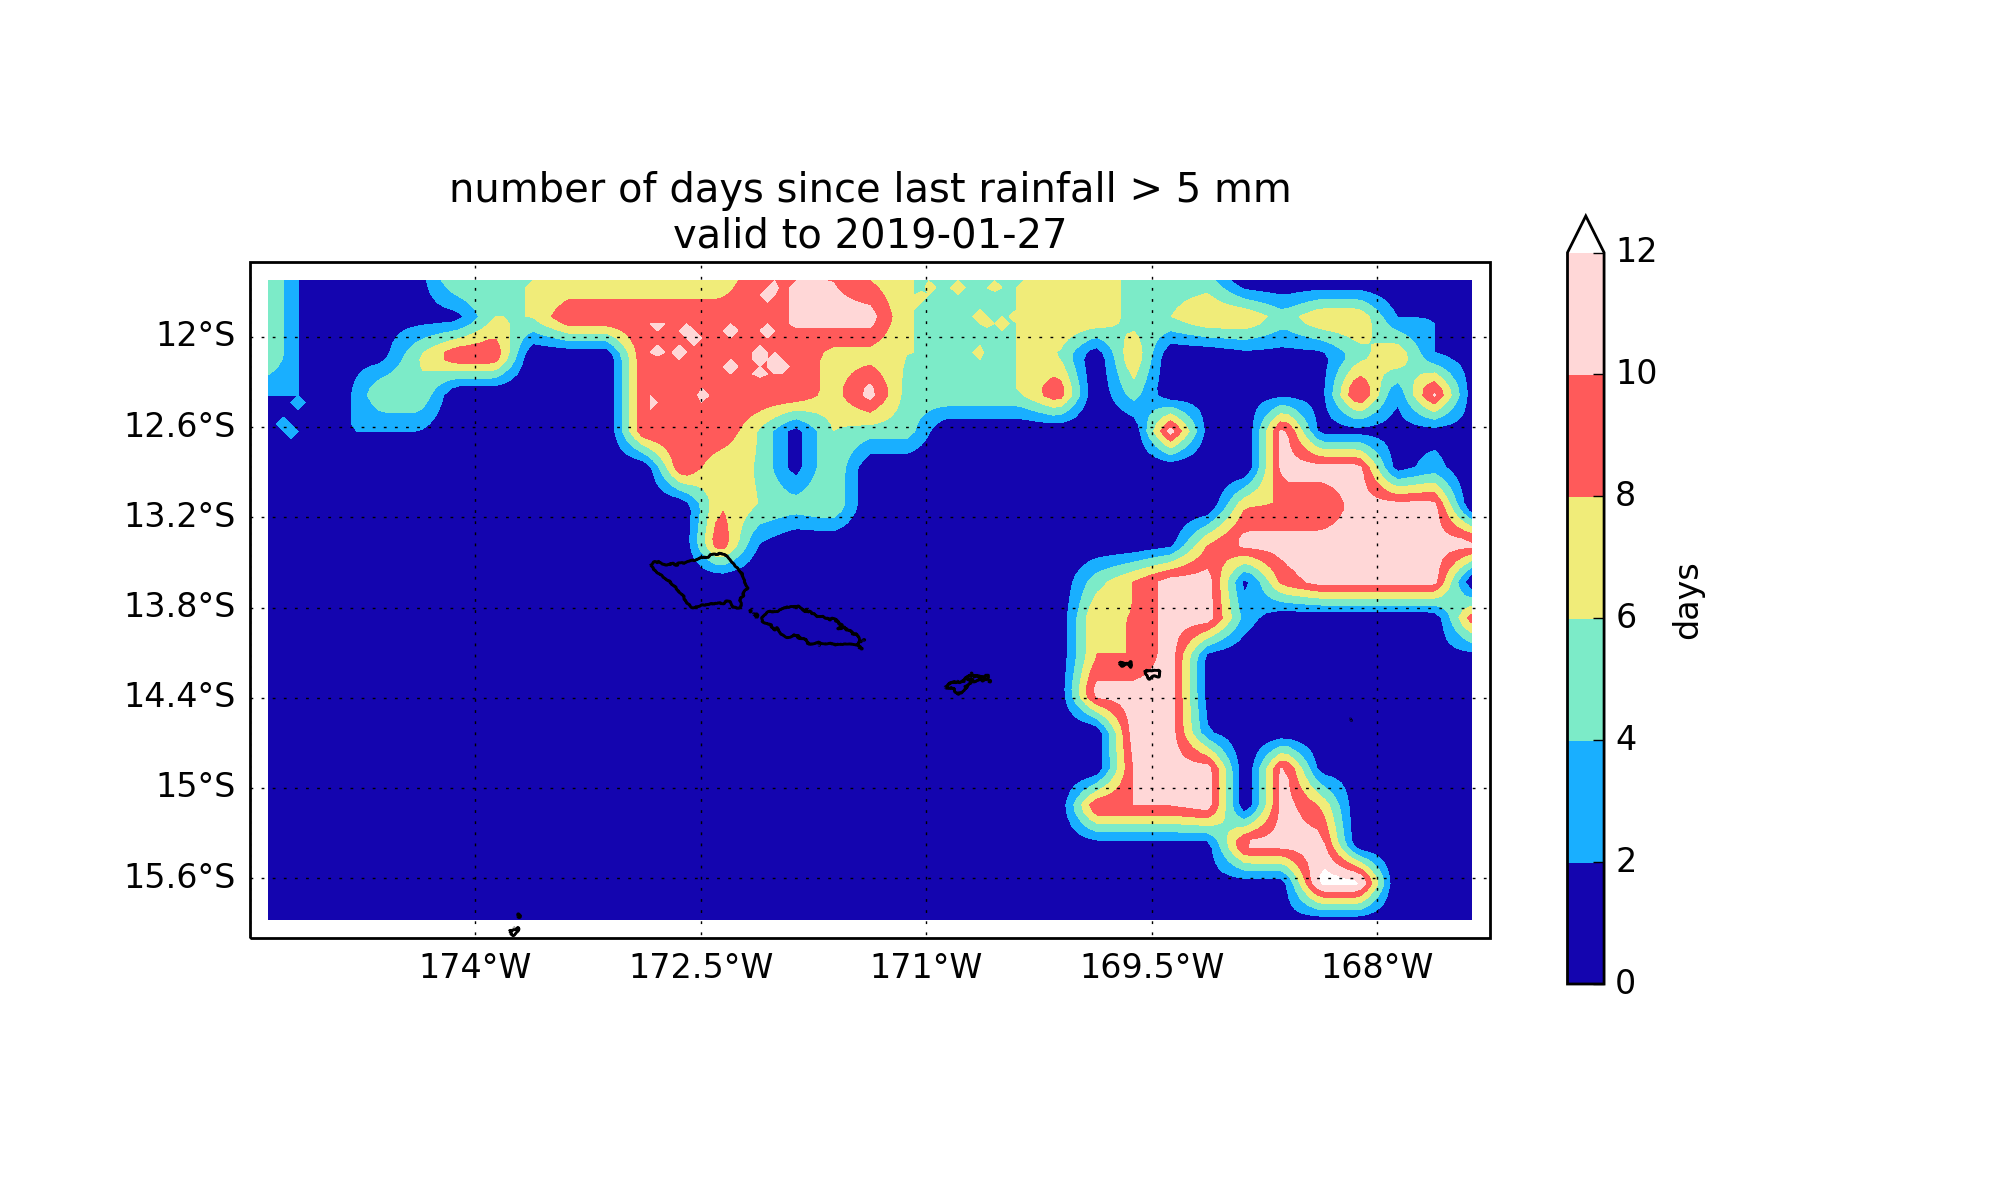 number of days since last rainfall > 5 mm
valid to 2019-01-27
12°S
12.6°S
13.2°S
13.8°S
14.4°S
15°S
15.6°S
174°W
172.5°W
171°W
169.5°W
168°W
12
10
8
6
4
2
0
days